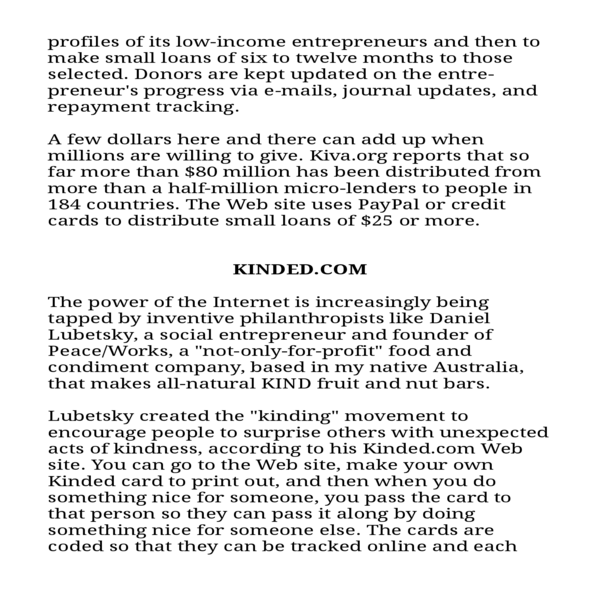 profiles of its low-income entrepreneurs and then to
make small loans of six to twelve months to those
selected. Donors are kept updated on the entre-
preneur's progress via e-mails, journal updates, and
repayment tracking.
A few dollars here and there can add up when
millions are willing to give. Kiva.org reports that so
far more than $80 million has been distributed from
more than a half-million micro-lenders to people in
184 countries. The Web site uses PayPal or credit
cards to distribute small loans of $25 or more.
KINDED.COM
The power of the Internet is increasingly being
tapped by inventive philanthropists like Daniel
Lubetsky, a social entrepreneur and founder of
Peace/Works, a "not-only-for-profit" food and
condiment company, based in my native Australia,
that makes all-natural KIND fruit and nut bars.
Lubetsky created the "kinding" movement to
encourage people to surprise others with unexpected
acts of kindness, according to his Kinded.com Web
site. You can go to the Web site, make your own
Kinded card to print out, and then when you do
something nice for someone, you pass the card to
that person so they can pass it along by doing
something nice for someone else. The cards are
coded so that they can be tracked online and each